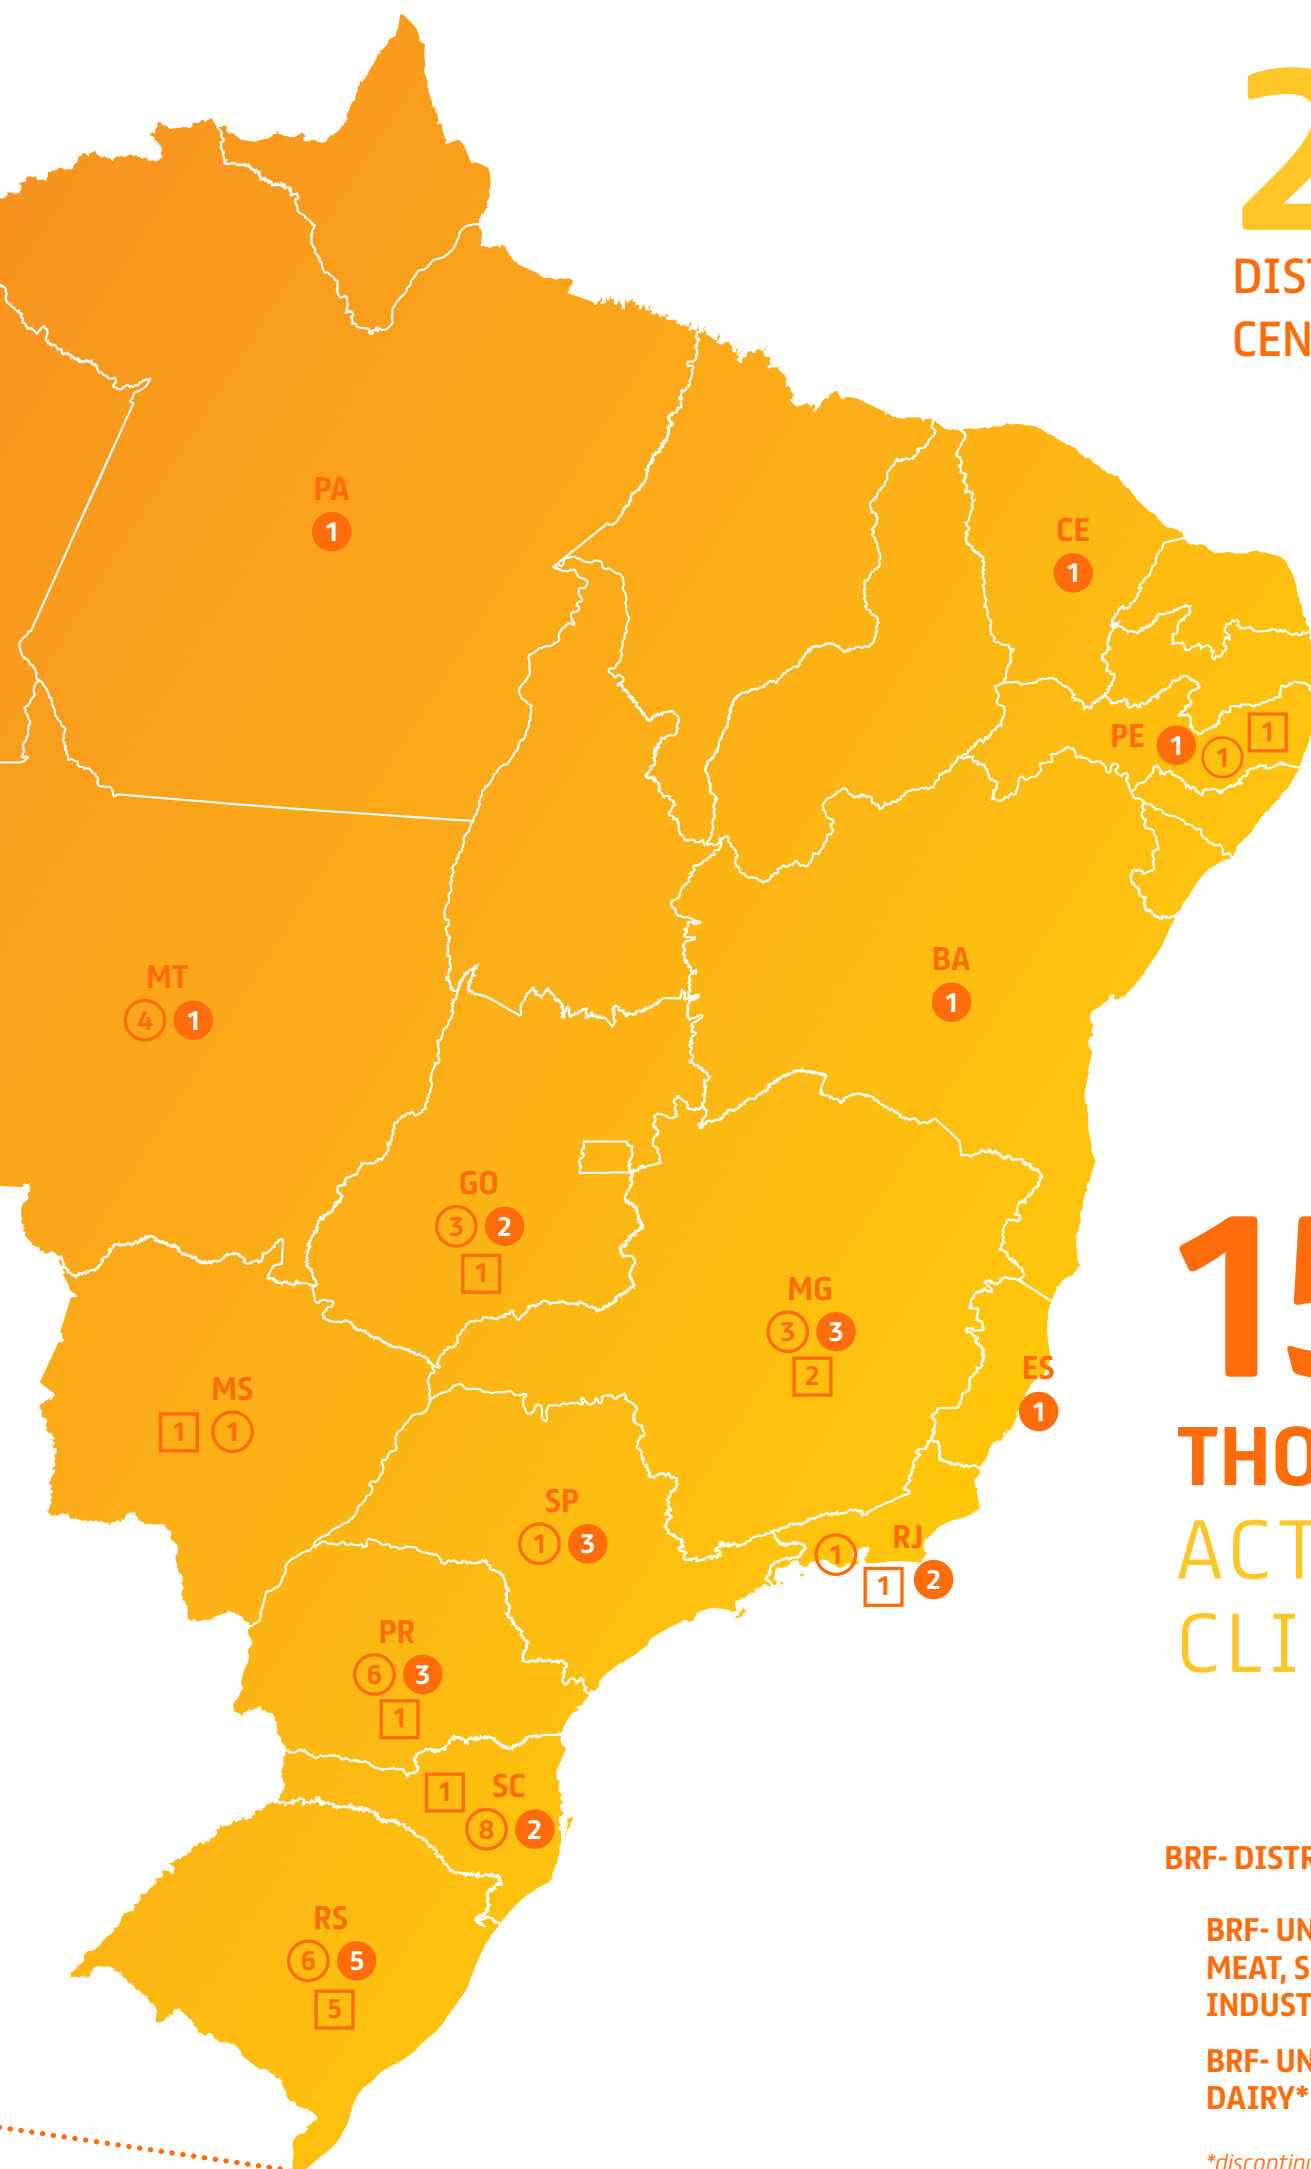 2
DIST
CEN
PA
1
CE
1
PE 1 1 1
BA
1
MT
4 1
GO
3 2
1
MG
3 3
2
ES
1
MS
1 1
SP
1 3
RJ
1
1 2
15
THO
ACT
CLI
PR
6 3
1
1 SC
8 2
BRF- DISTR
RS
6 5
5
BRF- UN
MEAT, S
INDUST
BRF- UN
DAIRY*
*discontinu